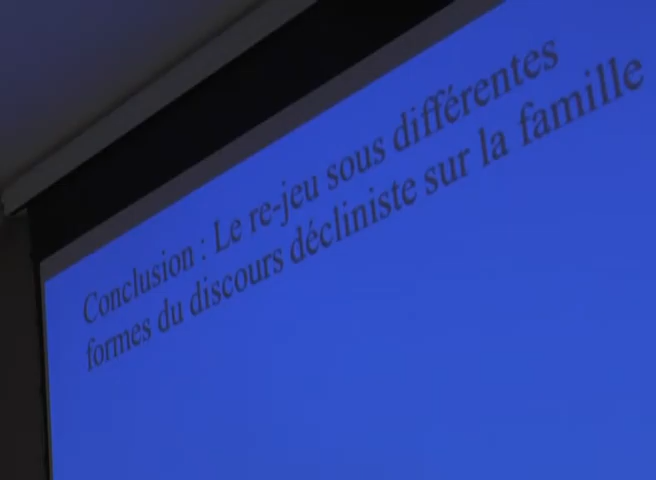 Conclusion : Le re-jeu sous différentes
formes du discours décliniste sur la famille